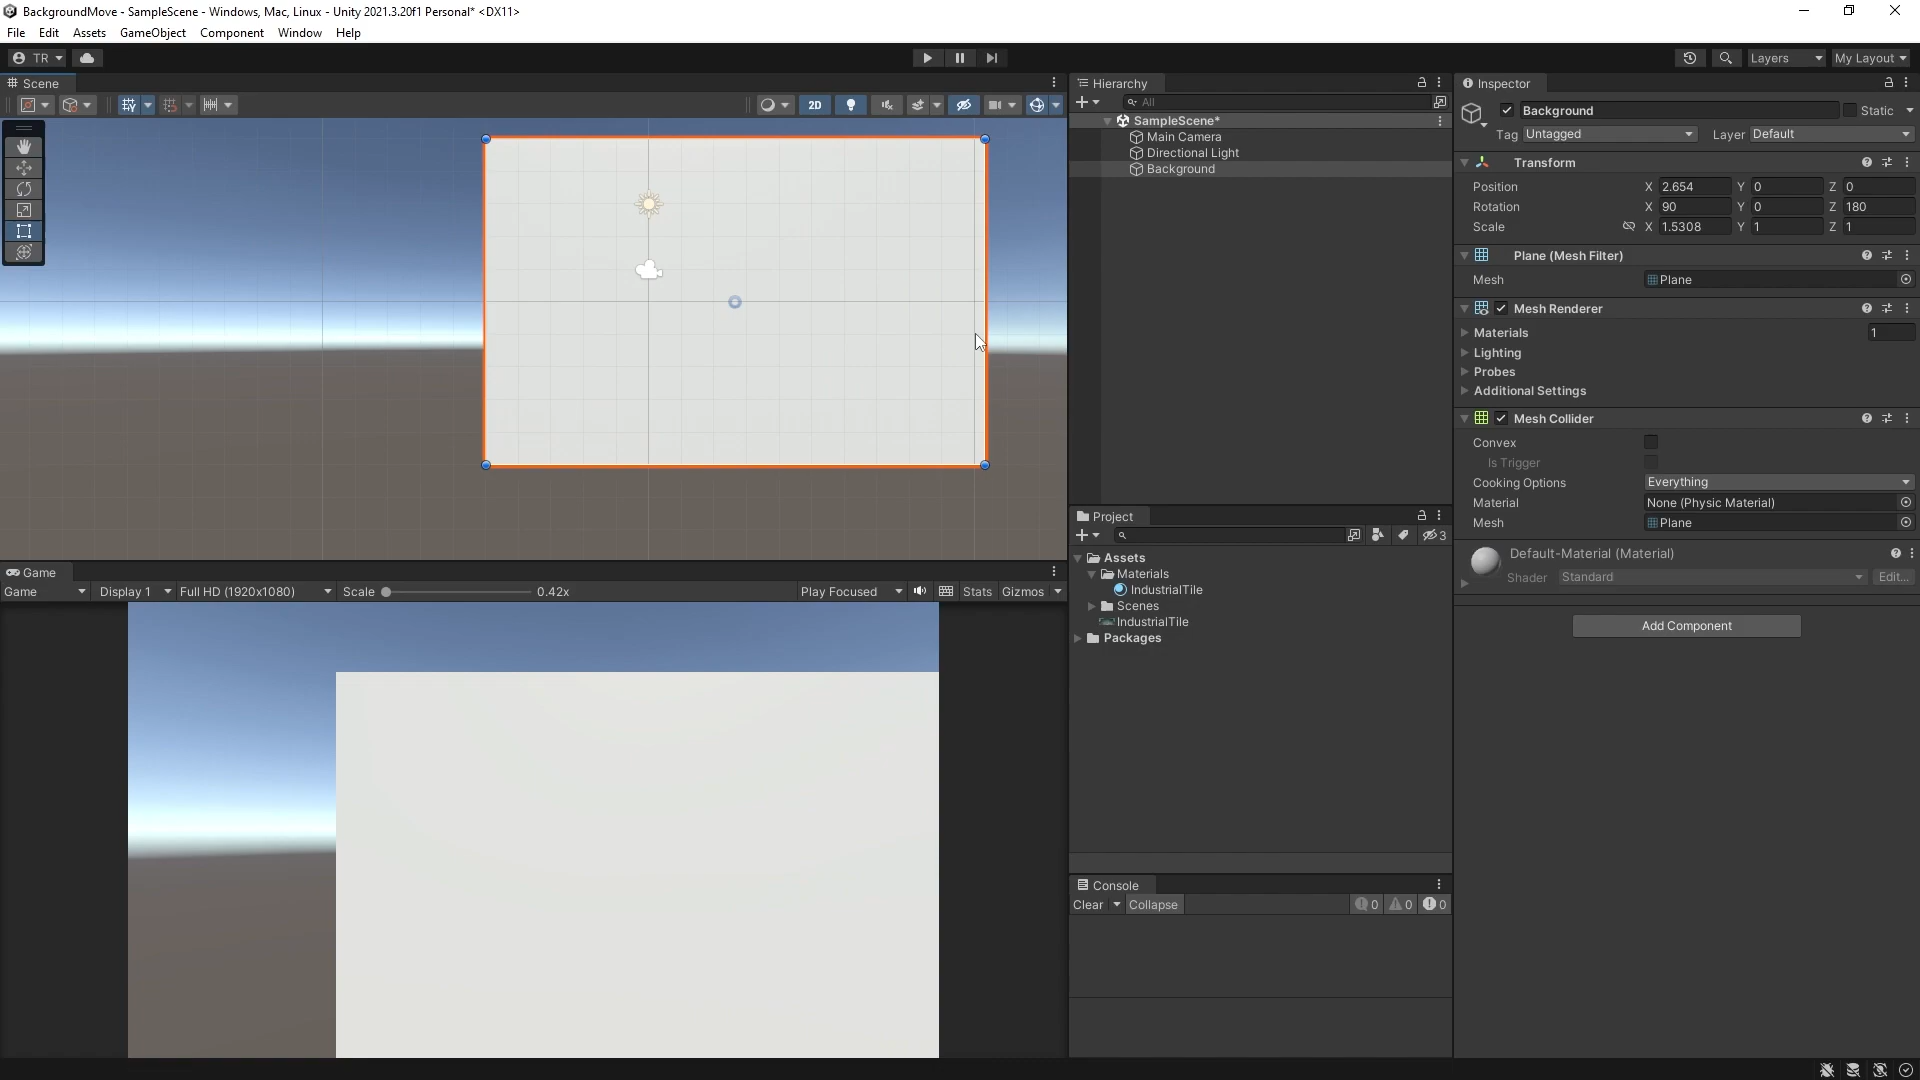 BackgroundMove - SampleScene - Windows, Mac, Linux - Unity 2021.3.20f1 Personal* <DX11>
File Edit Assets GameObject Component Window Help
TR Layers My Layout
Scene
2D
Game
Game Display 1 Full HD (1920x1080) Scale 0.42x Play Focused Stats Gizmos
Hierarchy
All
SampleScene*
Main Camera
Directional Light
Background
Project
3
Assets
Materials
IndustrialTile
Scenes
IndustrialTile
Packages
Console
Clear Collapse 0 0 0
Inspector
Background Static
Tag Untagged Layer Default
Transform
Position X 2.654 Y 0 Z 0
Rotation X 90 Y 0 Z 180
Scale X 1.5308 Y 1 Z 1
Plane (Mesh Filter)
Mesh Plane
Mesh Renderer
Materials 1
Lighting
Probes
Additional Settings
Mesh Collider
Convex
Is Trigger
Cooking Options Everything
Material None (Physic Material)
Mesh Plane
Default-Material (Material)
Shader Standard Edit...
Add Component